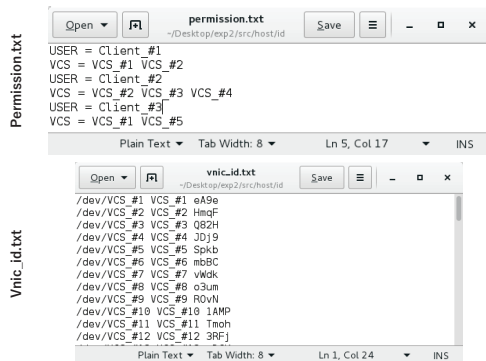 Permission.txt
Open permission.txt Save
~/Desktop/exp2/src/host/id
USER = Client_#1
VCS = VCS_#1 VCS_#2
USER = Client_#2
VCS = VCS_#2 VCS_#3 VCS_#4
USER = Client_#3
VCS = VCS_#1 VCS_#5
Plain Text Tab Width: 8 Ln 5, Col 17 INS
Vnic_id.txt
Open vnic_id.txt Save
~/Desktop/exp2/src/host/id
/dev/VCS_#1 VCS_#1 eA9e
/dev/VCS_#2 VCS_#2 HmqF
/dev/VCS_#3 VCS_#3 Q82H
/dev/VCS_#4 VCS_#4 JDj9
/dev/VCS_#5 VCS_#5 Spkb
/dev/VCS_#6 VCS_#6 mbBC
/dev/VCS_#7 VCS_#7 vWdk
/dev/VCS_#8 VCS_#8 o3um
/dev/VCS_#9 VCS_#9 ROvN
/dev/VCS_#10 VCS_#10 1AMP
/dev/VCS_#11 VCS_#11 Tmoh
/dev/VCS_#12 VCS_#12 3RFj
Plain Text Tab Width: 8 Ln 1, Col 24 INS